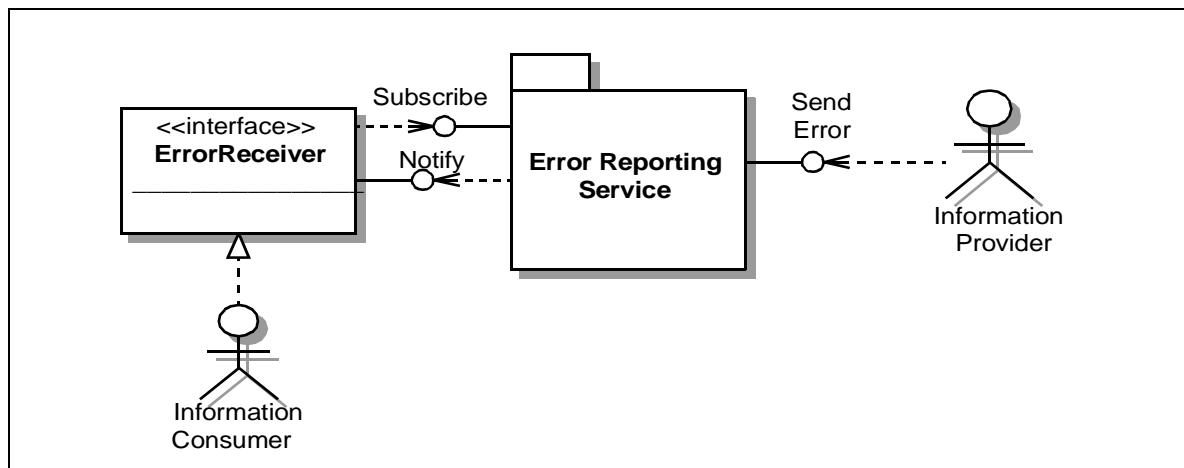 Subscribe
<<interface>>
ErrorReceiver
Notify
Error Reporting
Service
Send
Error
Information
Provider
Information
Consumer